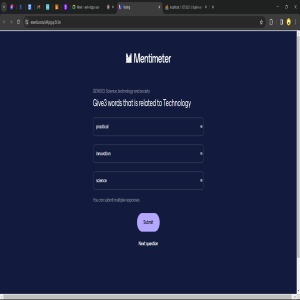 Mentimeter
GEM003: Science, technology and society
Give3 words that is related to Technology
practical
Innovation
science
You can submit multiple responses
Submit
Next question